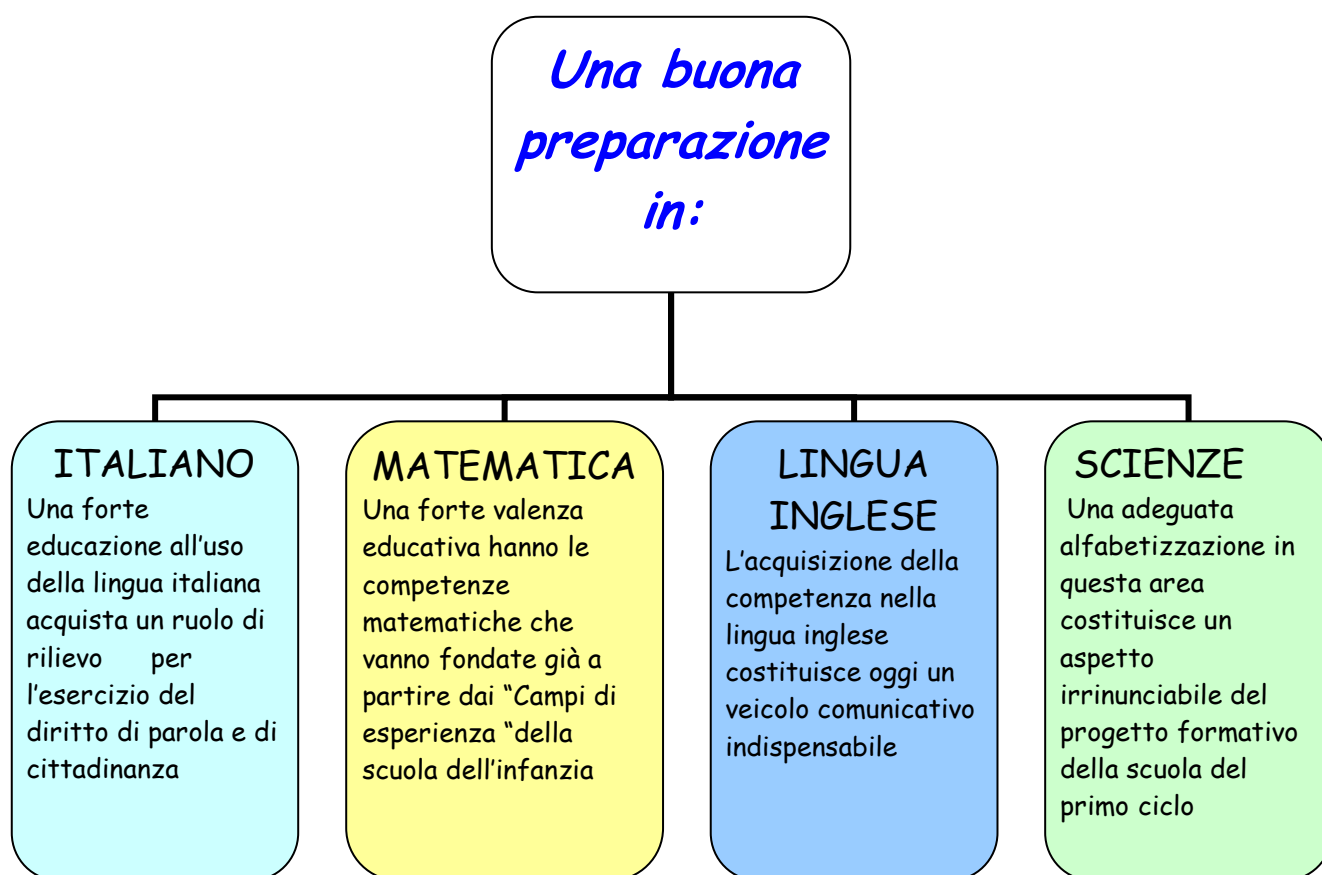 Una buona
preparazione
in:
ITALIANO
Una forte
educazione all'uso
della lingua italiana
acquista un ruolo di
rilievo per
l'esercizio del
diritto di parola e di
cittadinanza
MATEMATICA
Una forte valenza
educativa hanno le
competenze
matematiche che
vanno fondate già a
partire dai "Campi di
esperienza "della
scuola dell'infanzia
LINGUA
INGLESE
L'acquisizione della
competenza nella
lingua inglese
costituisce oggi un
veicolo comunicativo
indispensabile
SCIENZE
Una adeguata
alfabetizzazione in
questa area
costituisce un
aspetto
irrinunciabile del
progetto formativo
della scuola del
primo ciclo